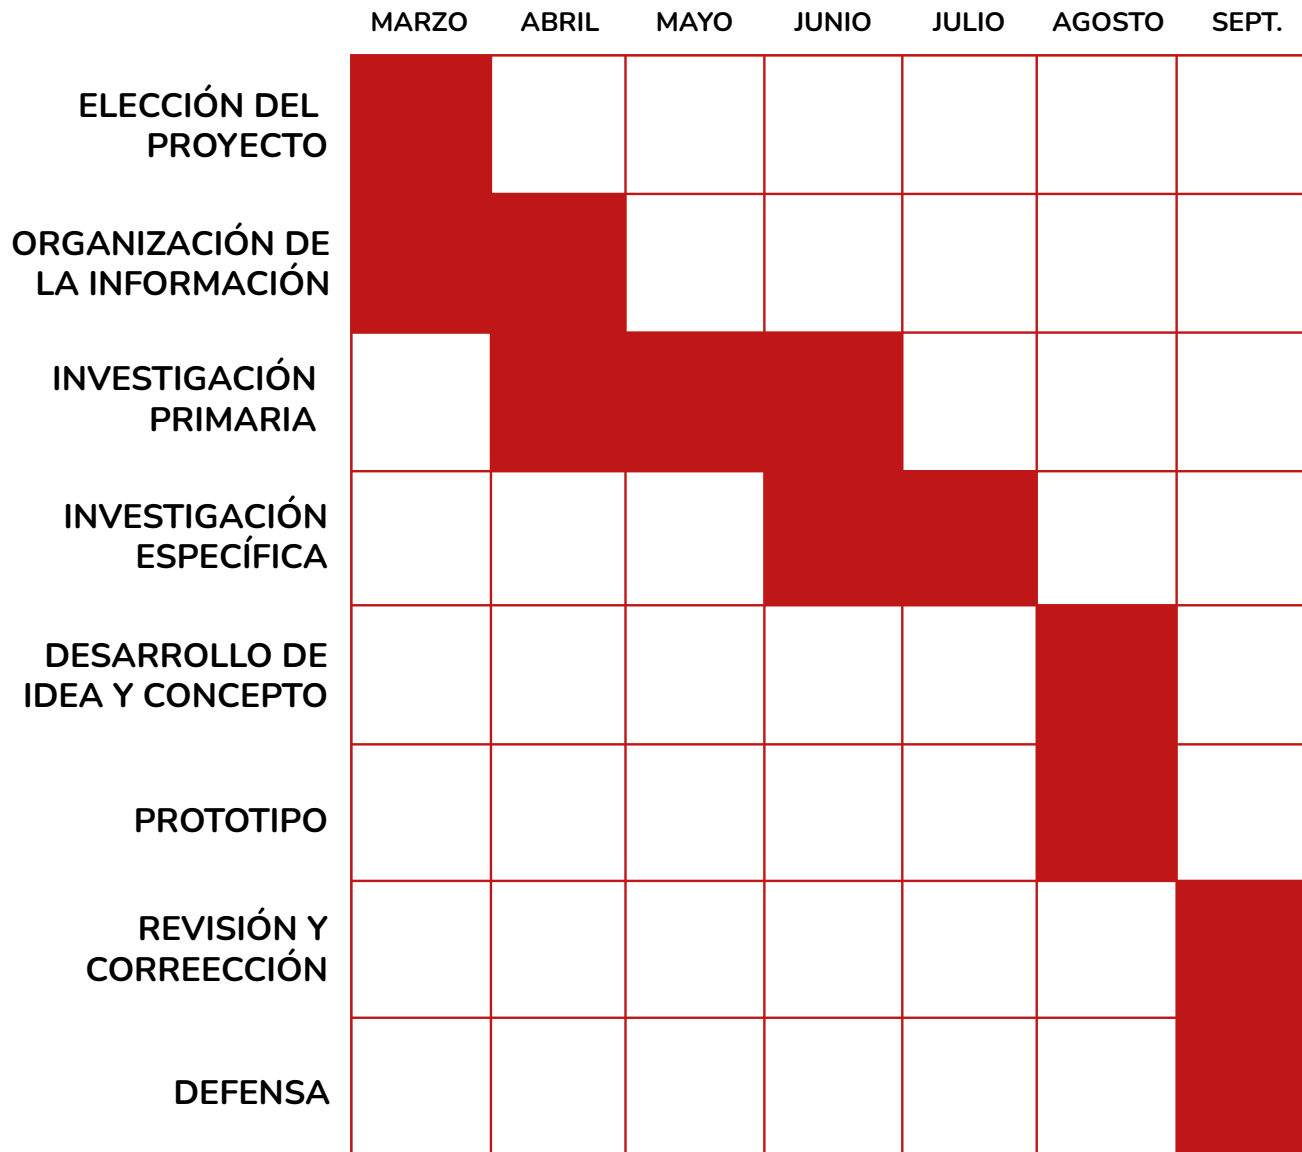 MARZO ABRIL MAYO JUNIO JULIO AGOSTO SEPT.
ELECCIÓN DEL
PROYECTO
ORGANIZACIÓN DE
LA INFORMACIÓN
INVESTIGACIÓN
PRIMARIA
INVESTIGACIÓN
ESPECÍFICA
DESARROLLO DE
IDEA Y CONCEPTO
PROTOTIPO
REVISIÓN Y
CORREECCIÓN
DEFENSA